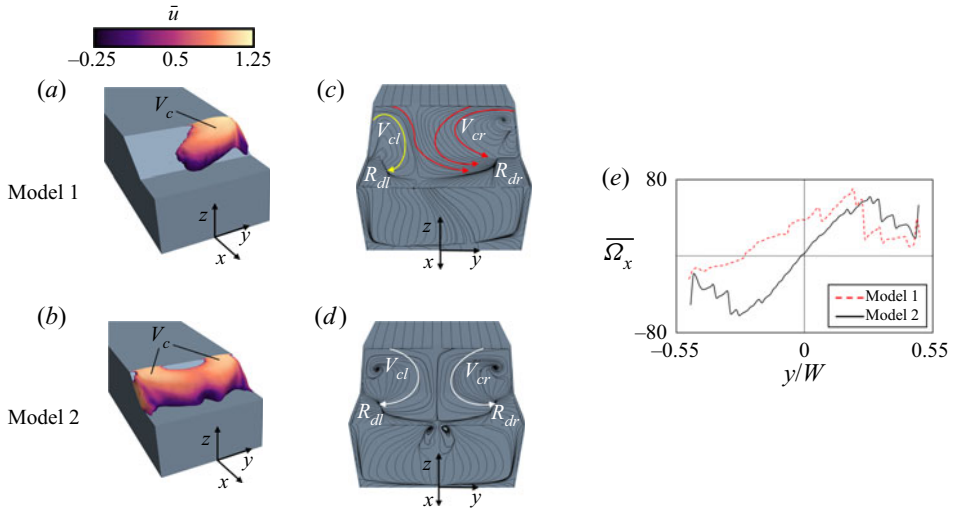 ū
−0.25 0.5 1.25
(a)
V_c
Model 1
z
y
x
(b)
V_c
Model 2
z
y
x
(c)
V_cl V_cr
R_dl R_dr
z
x y
(d)
V_cl V_cr
R_dl R_dr
z
x y
(e)
80
Ω̅_x̅
−80
Model 1
Model 2
−0.55 0 0.55
y/W